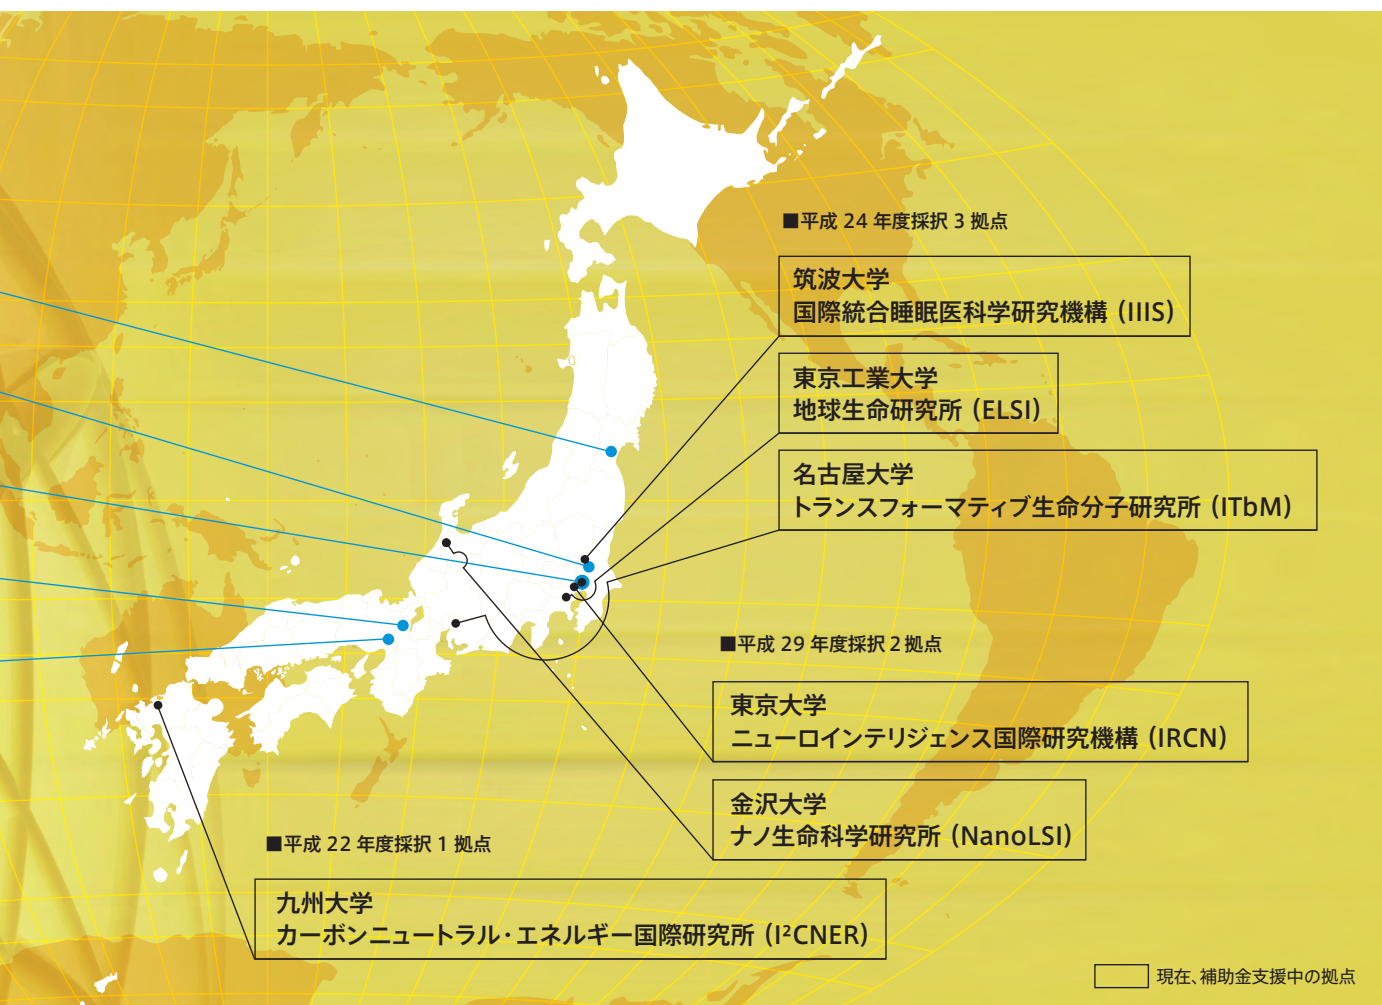 ■平成 24 年度採択 3 拠点
筑波大学
国際統合睡眠医科学研究機構 (IIIS)
東京工業大学
地球生命研究所 (ELSI)
名古屋大学
トランスフォーマティブ生命分子研究所 (ITbM)
■平成 29 年度採択 2 拠点
東京大学
ニューロインテリジェンス国際研究機構 (IRCN)
金沢大学
ナノ生命科学研究所 (NanoLSI)
■平成 22 年度採択 1 拠点
九州大学
カーボンニュートラル・エネルギー国際研究所 (I²CNER)
現在、補助金支援中の拠点